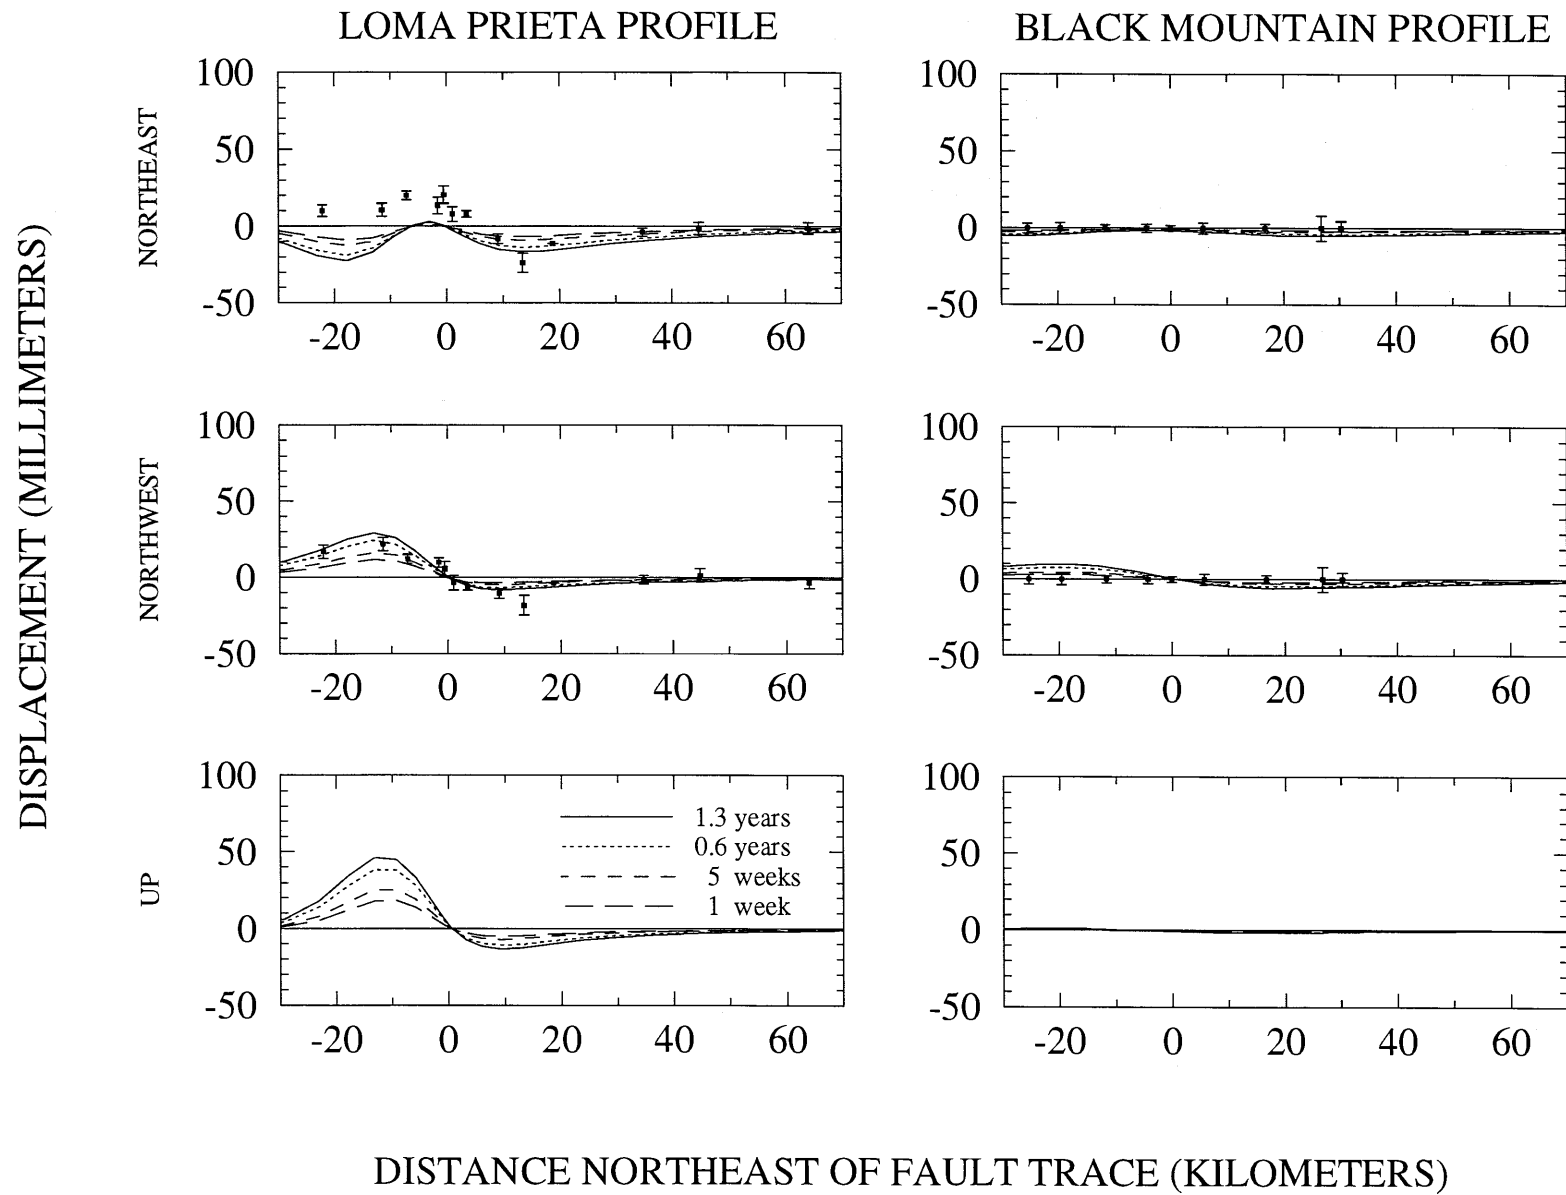 LOMA PRIETA PROFILE
BLACK MOUNTAIN PROFILE
DISPLACEMENT (MILLIMETERS)
NORTHEAST
100
50
0
-50
-20 0 20 40 60
100
50
0
-50
-20 0 20 40 60
NORTHWEST
100
50
0
-50
-20 0 20 40 60
100
50
0
-50
-20 0 20 40 60
UP
100
50
0
-50
-20 0 20 40 60
1.3 years
0.6 years
5 weeks
1 week
100
50
0
-50
-20 0 20 40 60
DISTANCE NORTHEAST OF FAULT TRACE (KILOMETERS)